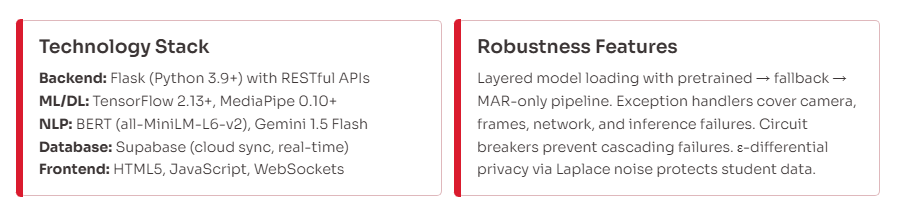 Technology Stack
Backend: Flask (Python 3.9+) with RESTful APIs
ML/DL: TensorFlow 2.13+, MediaPipe 0.10+
NLP: BERT (all-MiniLM-L6-v2), Gemini 1.5 Flash
Database: Supabase (cloud sync, real-time)
Frontend: HTML5, JavaScript, WebSockets
Robustness Features
Layered model loading with pretrained → fallback →
MAR-only pipeline. Exception handlers cover camera,
frames, network, and inference failures. Circuit
breakers prevent cascading failures. ε-differential
privacy via Laplace noise protects student data.